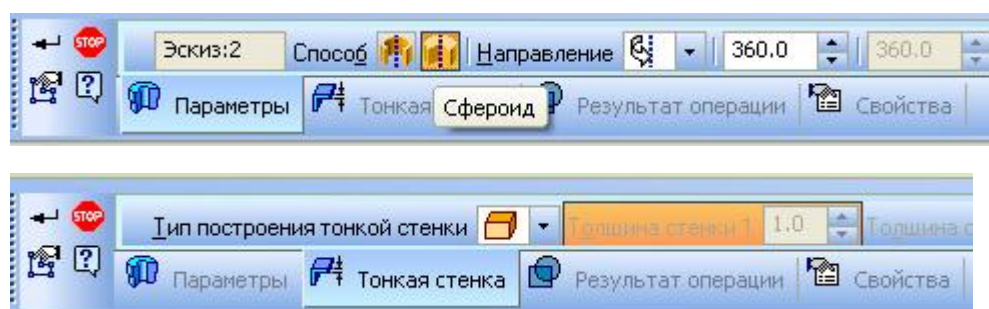 STOP Эскиз:2 Способ Направление 360.0 360.0
Параметры Тонкая Сфероид Результат операции Свойства
STOP Тип построения тонкой стенки Толщина стенки 1 1.0 Толщина с
Параметры Тонкая стенка Результат операции Свойства